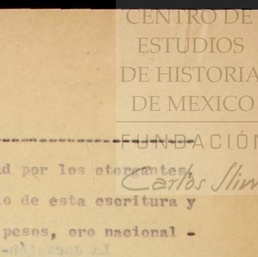 CENTRO DE
ESTUDIOS
DE HISTORIA
DE MEXICO
FUNDACIÓN
Carlos Slim
d por los otorgantes,
o de esta escritura y
pesos, oro nacional -